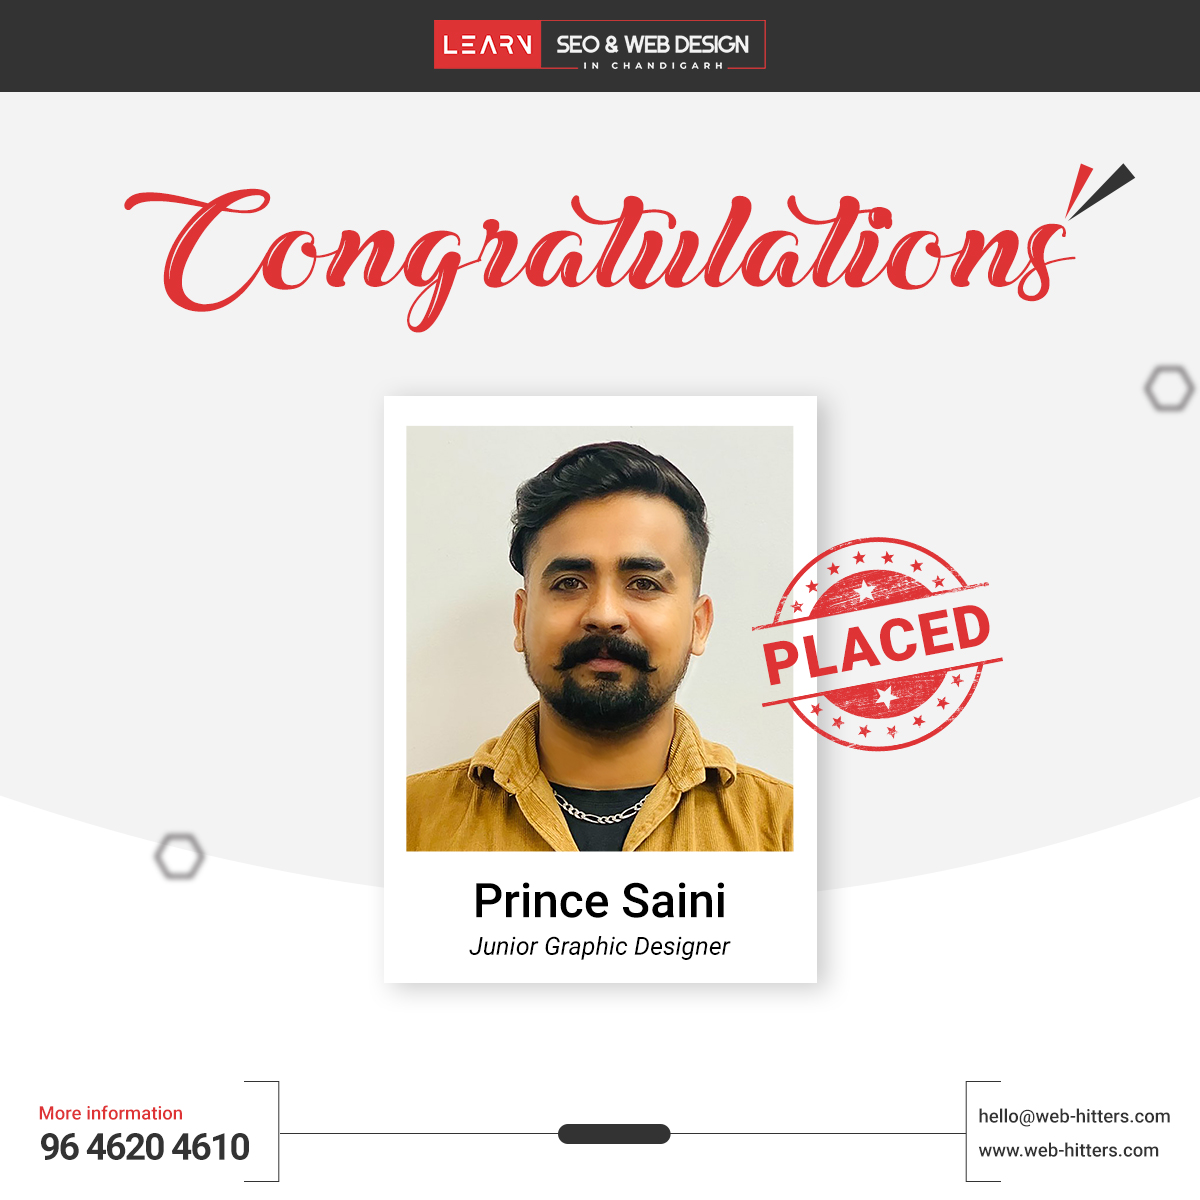 LEARN SEO & WEB DESIGN
IN CHANDIGARH
Congratulations
PLACED
Prince Saini
Junior Graphic Designer
More information
96 4620 4610
hello@web-hitters.com
www.web-hitters.com